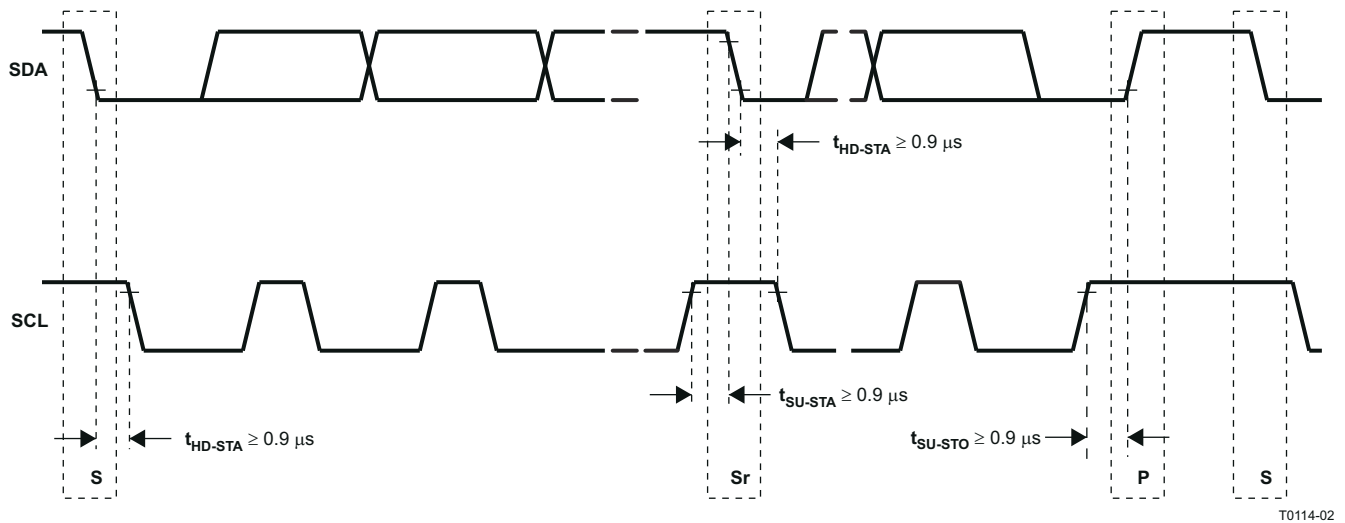 SDA
t_HD-STA ≥ 0.9 μs
SCL
t_SU-STA ≥ 0.9 μs
t_HD-STA ≥ 0.9 μs
t_SU-STO ≥ 0.9 μs
S
Sr
P
S
T0114-02